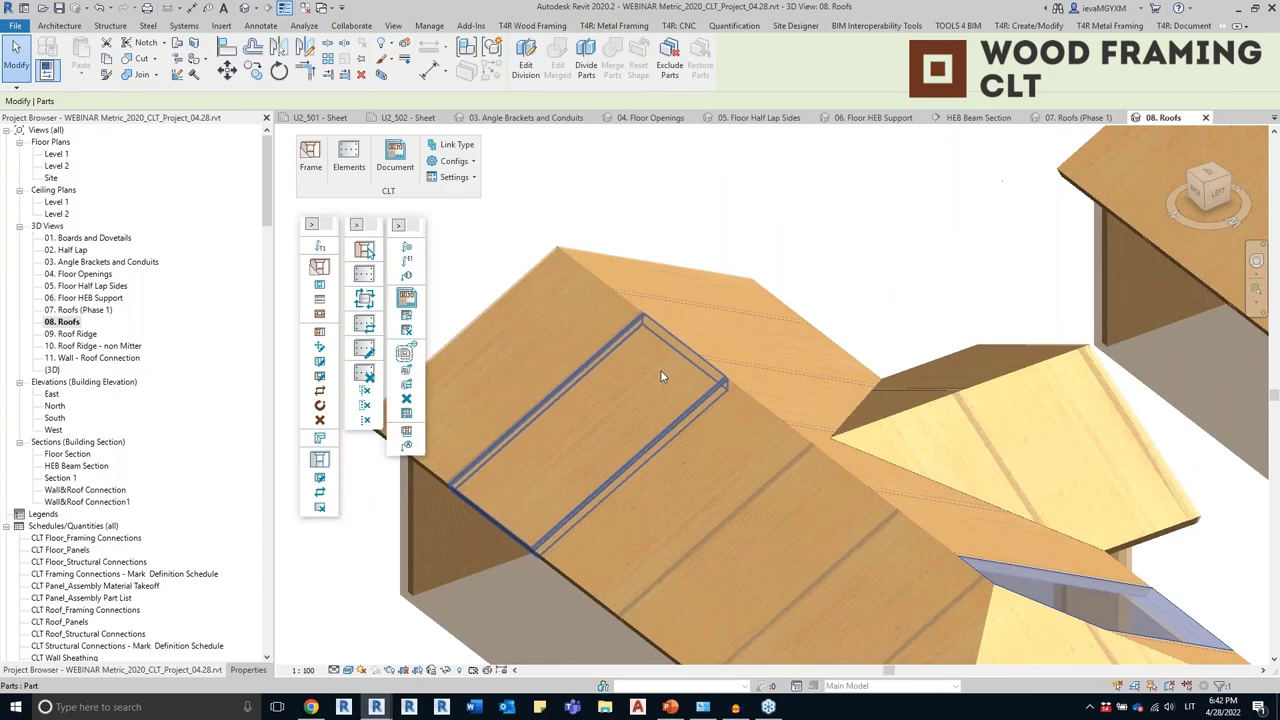 Autodesk Revit 2020.2 - WEBINAR Metric_2020_CLT_Project_04.28.rvt - 3D View: 08. Roofs
ievaMGYXM
File Architecture Structure Steel Systems Insert Annotate Analyze Collaborate View Manage Add-Ins T4R Wood Framing T4R: Metal Framing T4R: CNC Quantification Site Designer BIM Interoperability Tools TOOLS 4 BIM T4R: Create/Modify T4R Metal Framing T4R: Document
Modify
Paste
Notch
Cut
Join
Edit Division
Edit Merged
Divide Parts
Merge Parts
Reset Shape
Exclude Parts
Restore Parts
WOOD FRAMING
CLT
Modify | Parts
Project Browser - WEBINAR Metric_2020_CLT_Project_04.28.rvt
U2_501 - Sheet
U2_502 - Sheet
03. Angle Brackets and Conduits
04. Floor Openings
05. Floor Half Lap Sides
06. Floor HEB Support
HEB Beam Section
07. Roofs (Phase 1)
08. Roofs
Views (all)
Floor Plans
Level 1
Level 2
Site
Ceiling Plans
Level 1
Level 2
3D Views
01. Boards and Dovetails
02. Half Lap
03. Angle Brackets and Conduits
04. Floor Openings
05. Floor Half Lap Sides
06. Floor HEB Support
07. Roofs (Phase 1)
08. Roofs
09. Roof Ridge
10. Roof Ridge - non Mitter
11. Wall - Roof Connection
{3D}
Elevations (Building Elevation)
East
North
South
West
Sections (Building Section)
Floor Section
HEB Beam Section
Section 1
Wall&Roof Connection
Wall&Roof Connection1
Legends
Schedules/Quantities (all)
CLT Floor_Framing Connections
CLT Floor_Panels
CLT Floor_Structural Connections
CLT Framing Connections - Mark Definition Schedule
CLT Panel_Assembly Material Takeoff
CLT Panel_Assembly Part List
CLT Roof_Framing Connections
CLT Roof_Panels
CLT Roof_Structural Connections
CLT Structural Connections - Mark Definition Schedule
CLT Wall Sheathing
Project Browser - WEBINAR Metric_2020_CLT_Project_04.28.rvt
Properties
Frame
Elements
Document
Link Type
Configs
Settings
CLT
LEFT
1 : 100
Parts : Part
:0
Main Model
:1
Type here to search
LIT
6:42 PM
4/28/2022